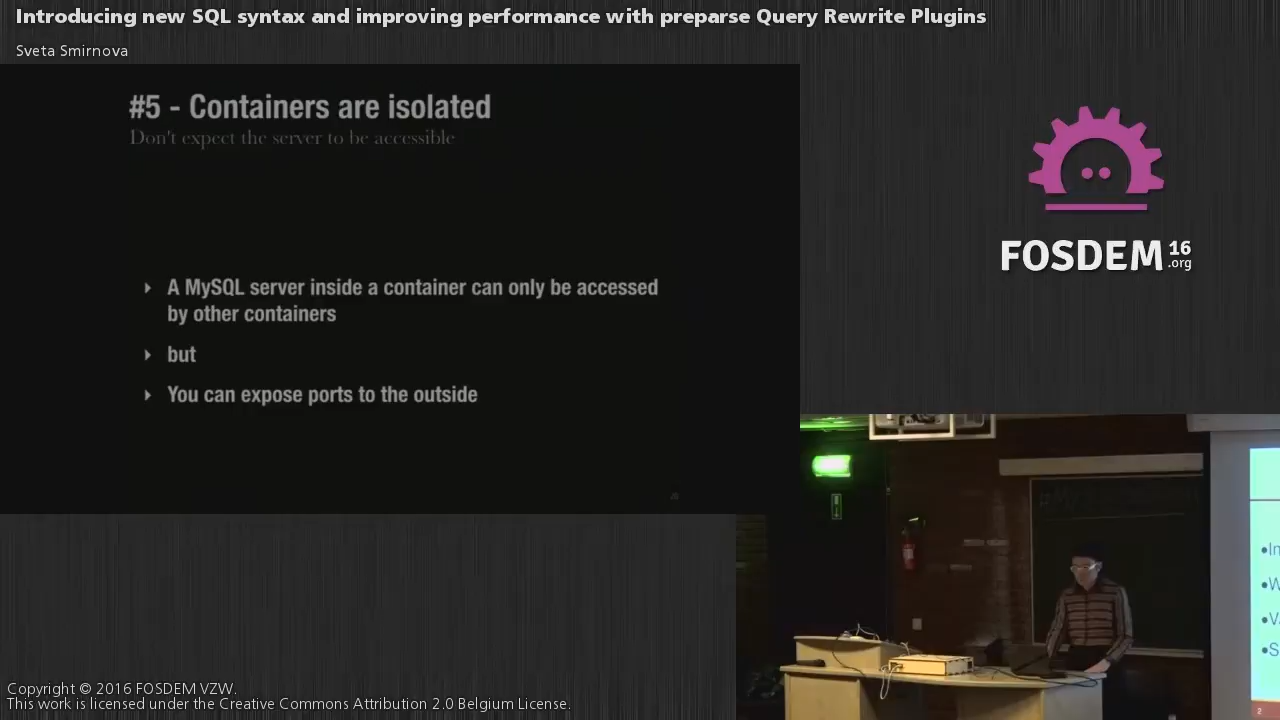 Introducing new SQL syntax and improving performance with preparse Query Rewrite Plugins
Sveta Smirnova
#5 - Containers are isolated
Don't expect the server to be accessible
A MySQL server inside a container can only be accessed
by other containers
but
You can expose ports to the outside
FOSDEM 16
.org
2
Copyright © 2016 FOSDEM VZW.
This work is licensed under the Creative Commons Attribution 2.0 Belgium License.